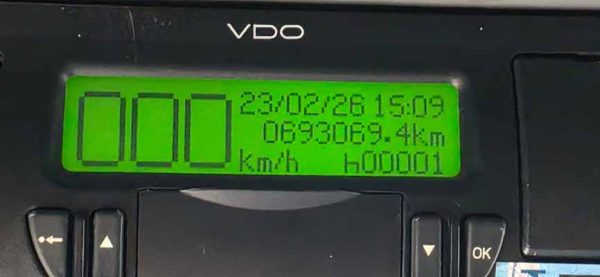 VDO
000
23/02/26 15:09
0693069.4km
km/h h00001
OK